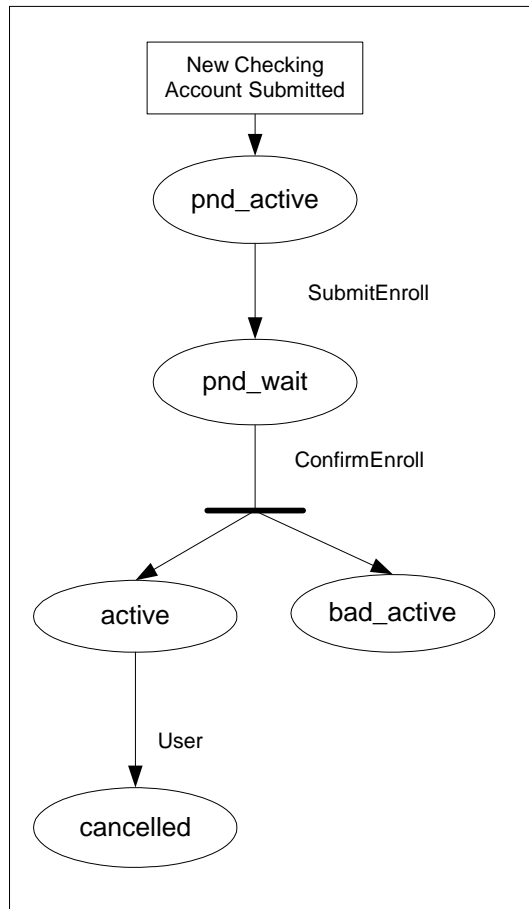 New Checking
Account Submitted
pnd_active
SubmitEnroll
pnd_wait
ConfirmEnroll
active
bad_active
User
cancelled